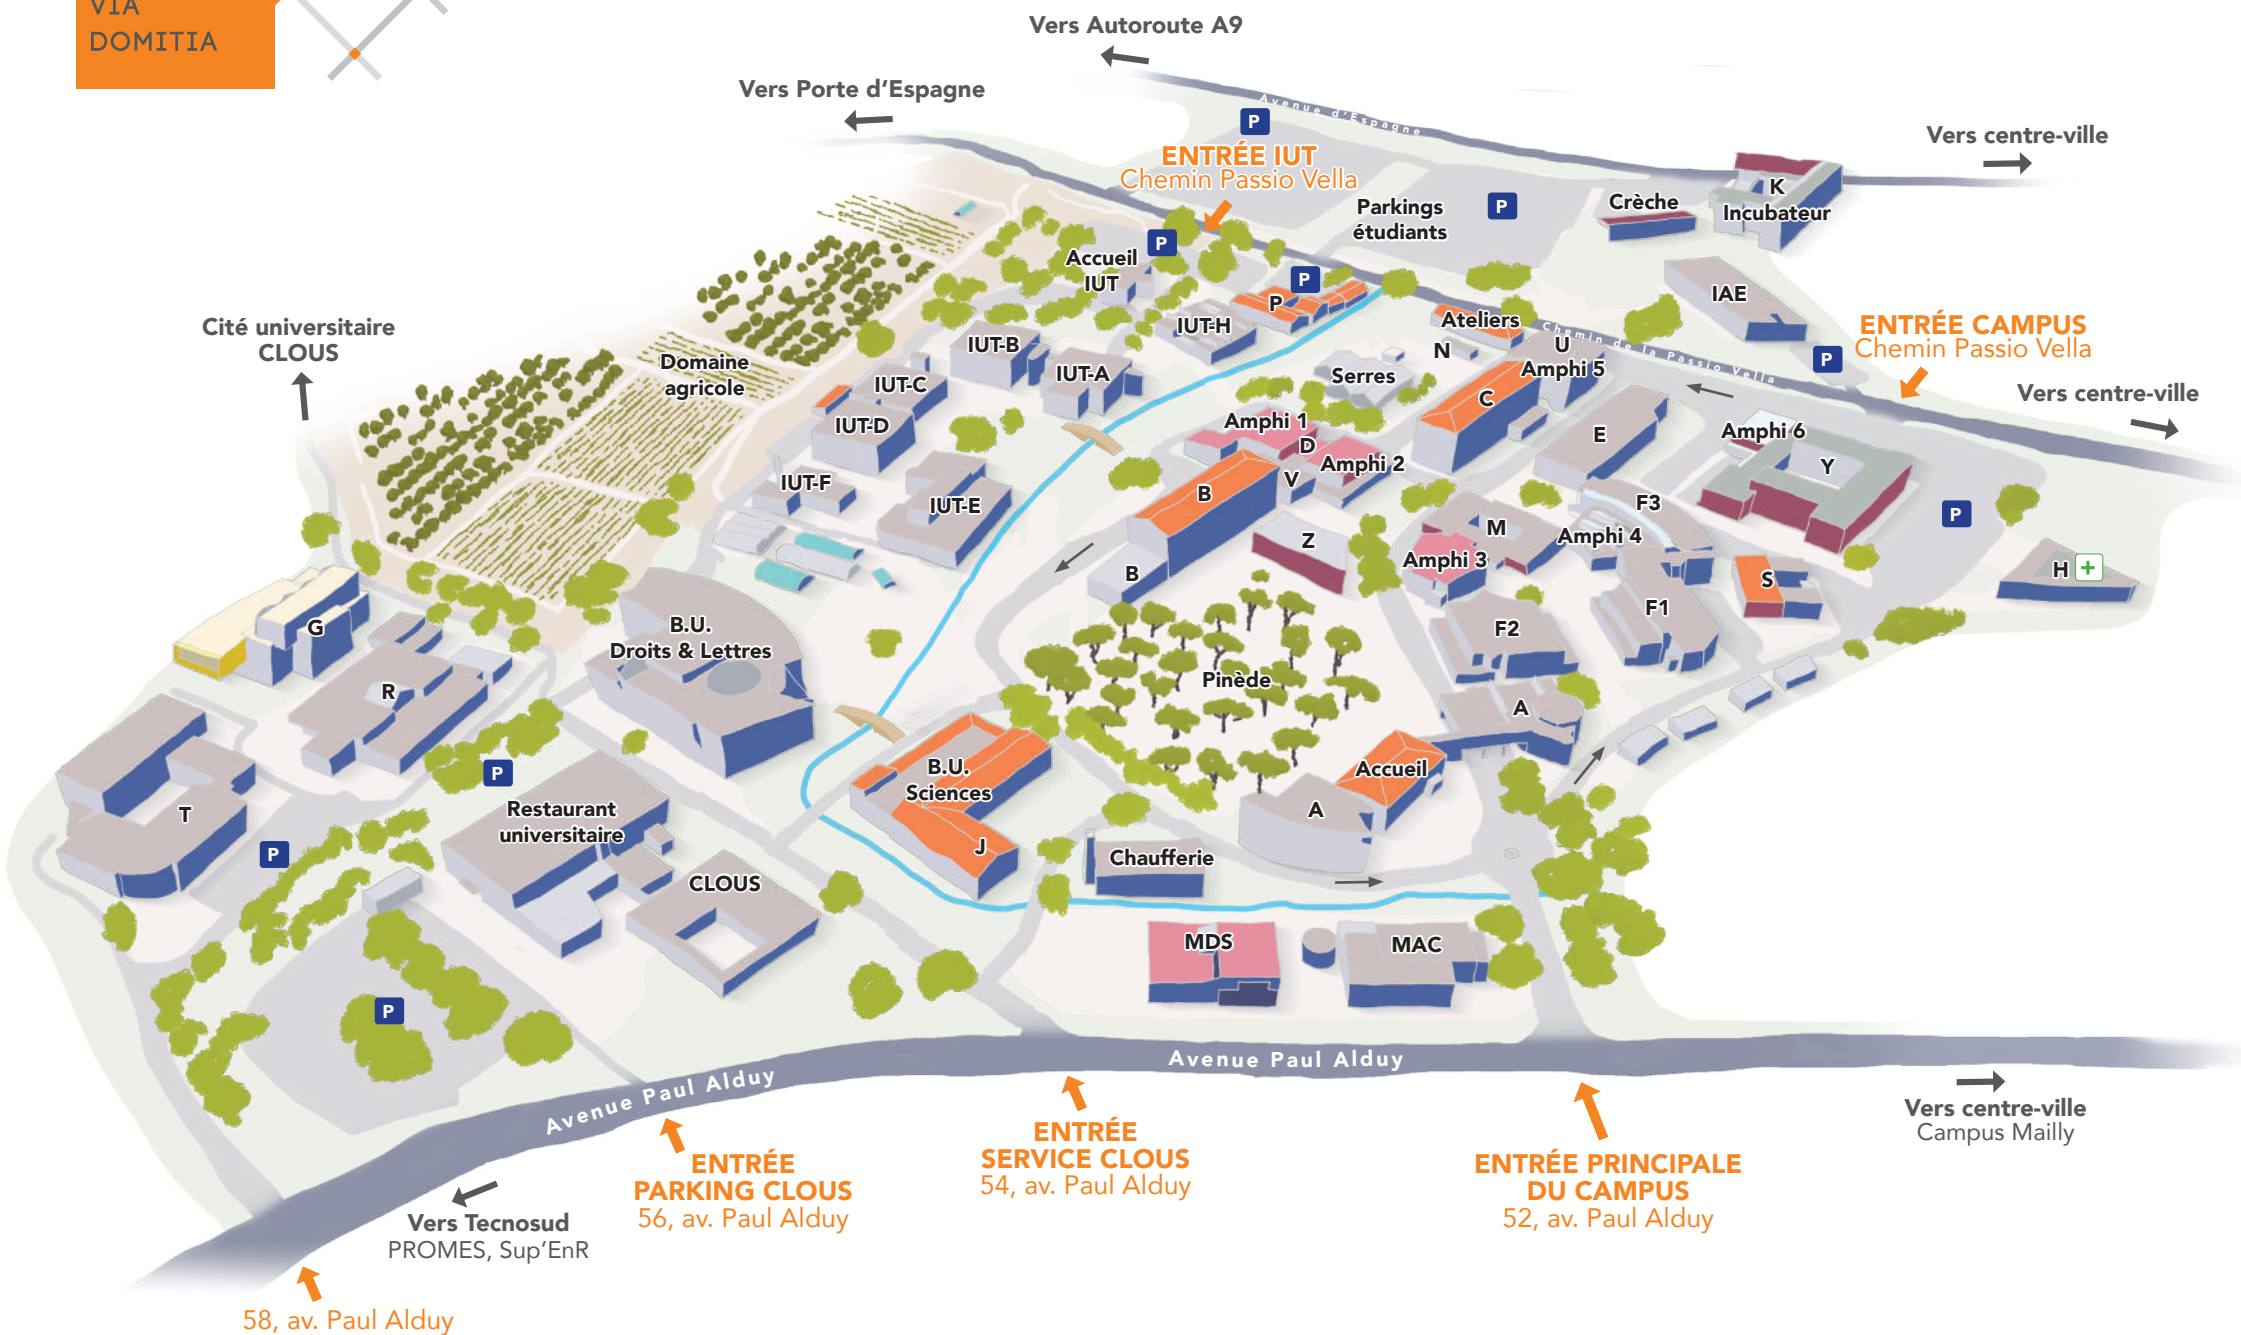 VIA
DOMITIA
Vers Autoroute A9
Vers Porte d'Espagne
Avenue d'Espagne
P
Vers centre-ville
ENTRÉE IUT
Chemin Passio Vella
K
Incubateur
Crèche
Parkings
étudiants
P
P
Accueil
IUT
P
P
IAE
IUT-H
Ateliers
Chemin de la Passio Vella
ENTRÉE CAMPUS
Chemin Passio Vella
P
Cité universitaire
CLOUS
Domaine
agricole
IUT-B
IUT-A
IUT-C
IUT-D
N
U
Amphi 5
Serres
C
Vers centre-ville
Amphi 1
D
Amphi 2
E
Amphi 6
Y
IUT-F
IUT-E
B
V
F3
M
Amphi 4
P
Z
Amphi 3
B
S
H +
G
B.U.
Droits & Lettres
F2
F1
R
Pinède
A
P
B.U.
Sciences
Accueil
T
Restaurant
universitaire
A
P
J
Chaufferie
CLOUS
MDS
MAC
P
Avenue Paul Alduy
Avenue Paul Alduy
Vers centre-ville
Campus Mailly
ENTRÉE
SERVICE CLOUS
54, av. Paul Alduy
ENTRÉE
PARKING CLOUS
56, av. Paul Alduy
ENTRÉE PRINCIPALE
DU CAMPUS
52, av. Paul Alduy
Vers Tecnosud
PROMES, Sup'EnR
58, av. Paul Alduy